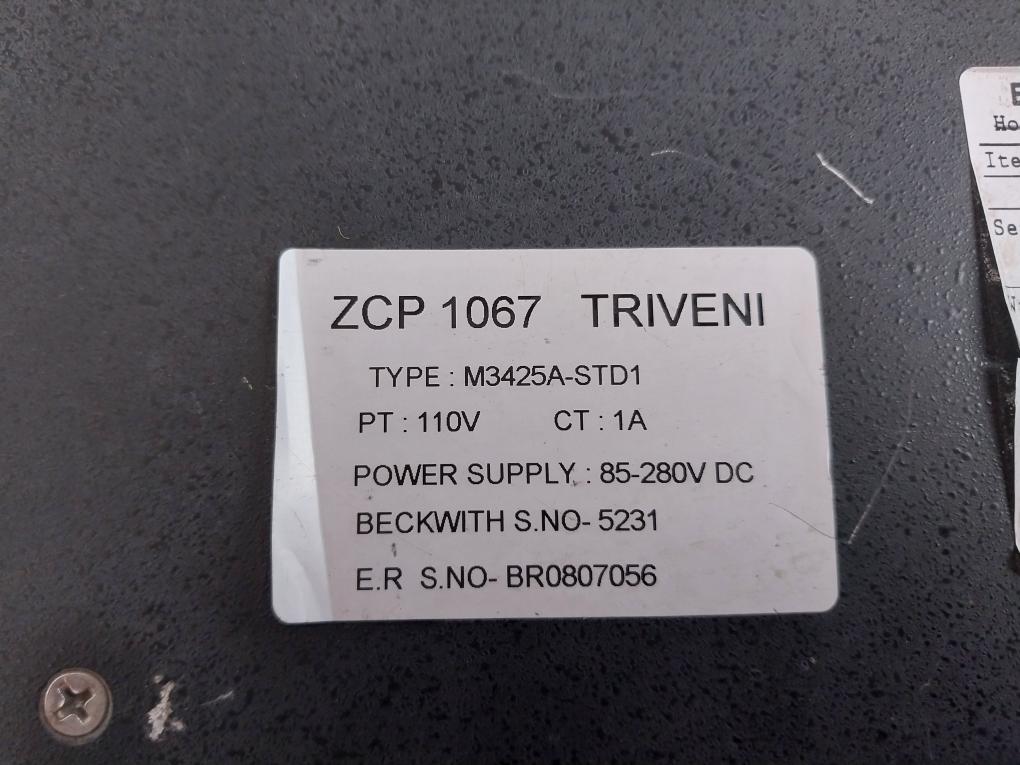 ZCP 1067 TRIVENI
TYPE : M3425A-STD1
PT : 110V CT : 1A
POWER SUPPLY : 85-280V DC
BECKWITH S.NO- 5231
E.R S.NO- BR0807056